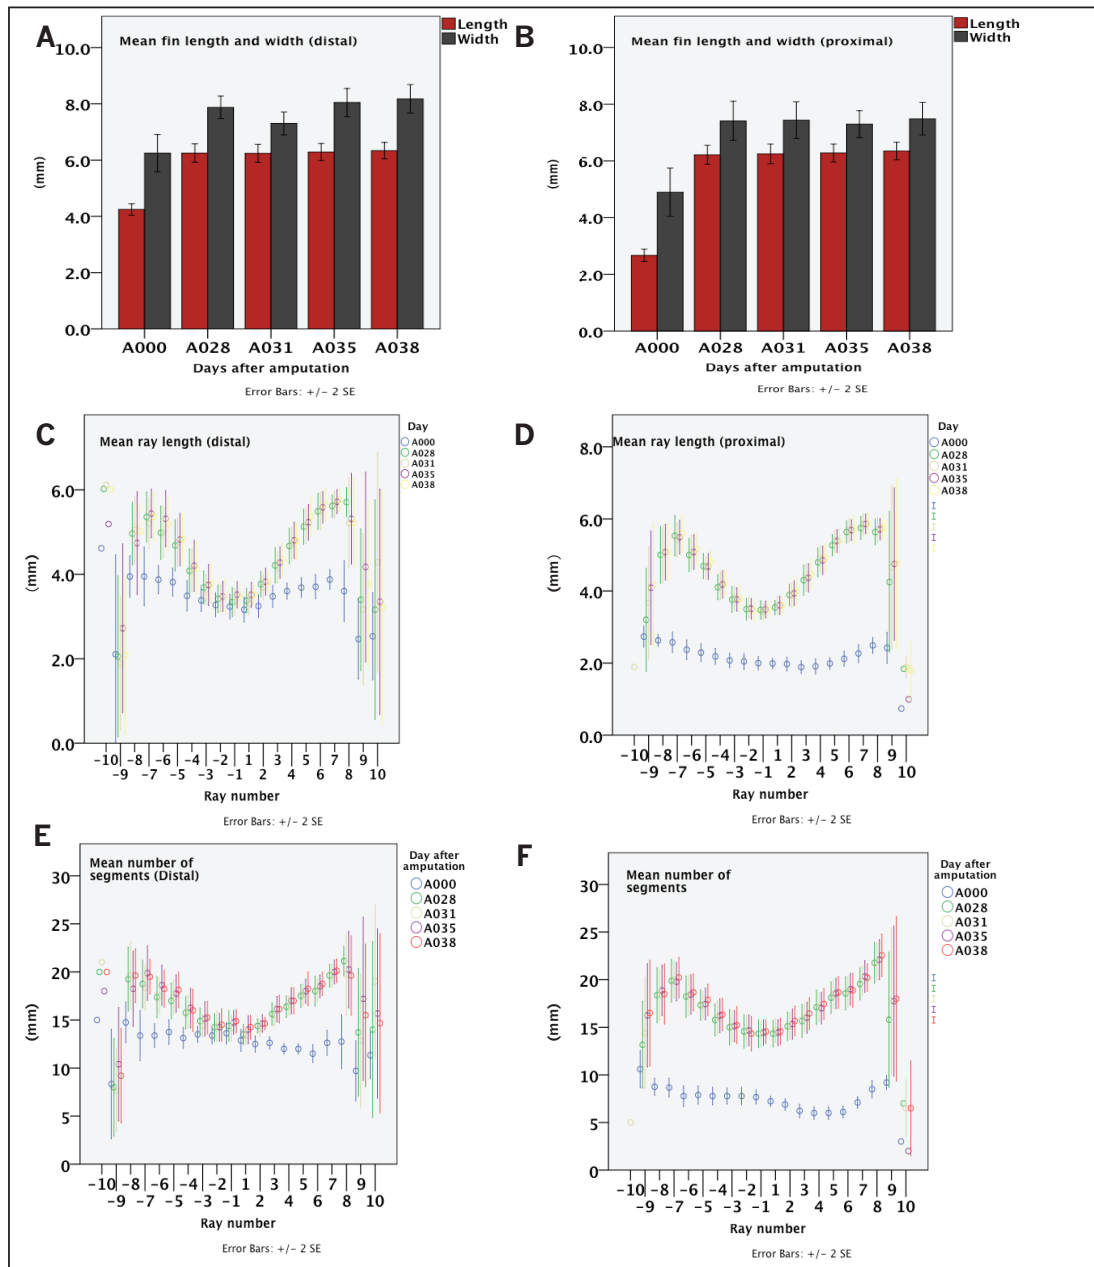 A
Mean fin length and width (distal)
Length
Width
10.0
8.0
6.0
4.0
2.0
0.0
(mm)
A000 A028 A031 A035 A038
Days after amputation
Error Bars: +/- 2 SE
B
Mean fin length and width (proximal)
Length
Width
10.0
8.0
6.0
4.0
2.0
0.0
(mm)
A000 A028 A031 A035 A038
Days after amputation
Error Bars: +/- 2 SE
C
Mean ray length (distal)
Day
A000
A028
A031
A035
A038
6.0
4.0
2.0
0.0
(mm)
-10 -8 -6 -4 -2 1 3 5 7 9
-9 -7 -5 -3 -1 2 4 6 8 10
Ray number
Error Bars: +/- 2 SE
D
Mean ray length (proximal)
Day
A000
A028
A031
A035
A038
8.0
6.0
4.0
2.0
0.0
(mm)
-10 -8 -6 -4 -2 1 3 5 7 9
-9 -7 -5 -3 -1 2 4 6 8 10
Ray number
Error Bars: +/- 2 SE
E
Mean number of
segments (Distal)
Day after
amputation
A000
A028
A031
A035
A038
30
25
20
15
10
5
0
(mm)
-10 -8 -6 -4 -2 1 3 5 7 9
-9 -7 -5 -3 -1 2 4 6 8 10
Ray number
Error Bars: +/- 2 SE
F
Mean number of
segments
Day after
amputation
A000
A028
A031
A035
A038
30
25
20
15
10
5
0
(mm)
-10 -8 -6 -4 -2 1 3 5 7 9
-9 -7 -5 -3 -1 2 4 6 8 10
Ray number
Error Bars: +/- 2 SE